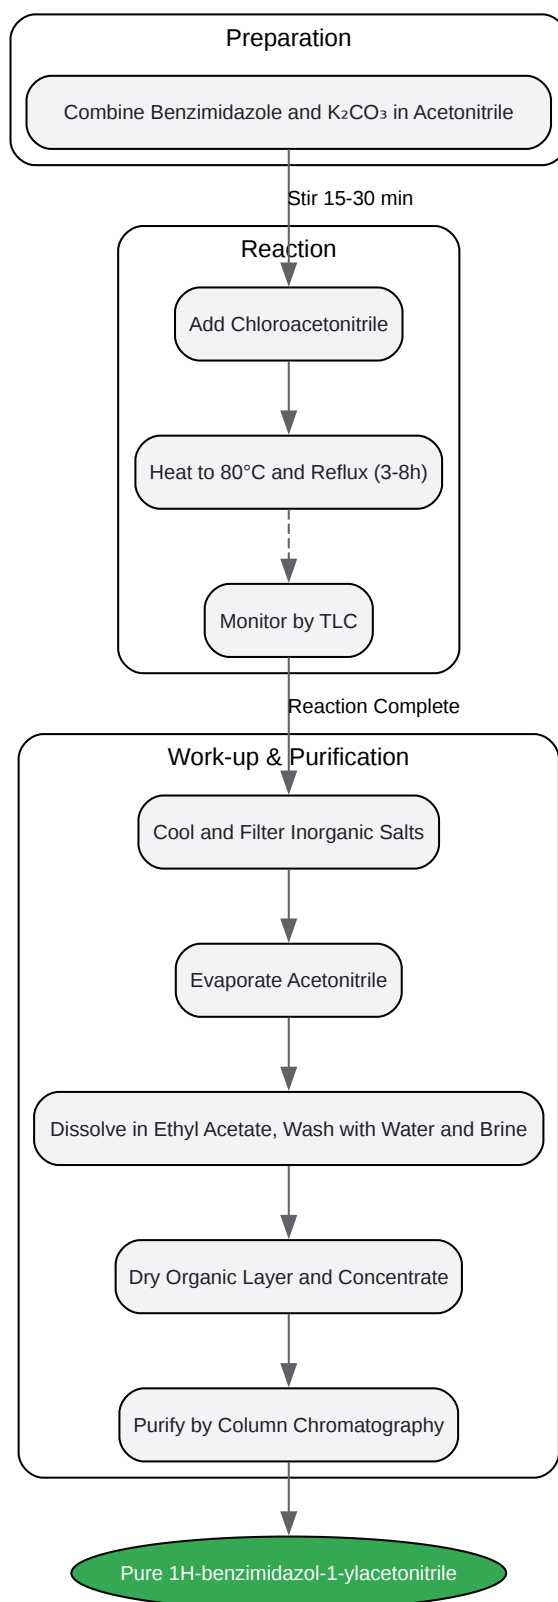 Preparation
Combine Benzimidazole and K₂CO₃ in Acetonitrile
Stir 15-30 min
Reaction
Add Chloroacetonitrile
Heat to 80°C and Reflux (3-8h)
Monitor by TLC
Reaction Complete
Work-up & Purification
Cool and Filter Inorganic Salts
Evaporate Acetonitrile
Dissolve in Ethyl Acetate, Wash with Water and Brine
Dry Organic Layer and Concentrate
Purify by Column Chromatography
Pure 1H-benzimidazol-1-ylacetonitrile